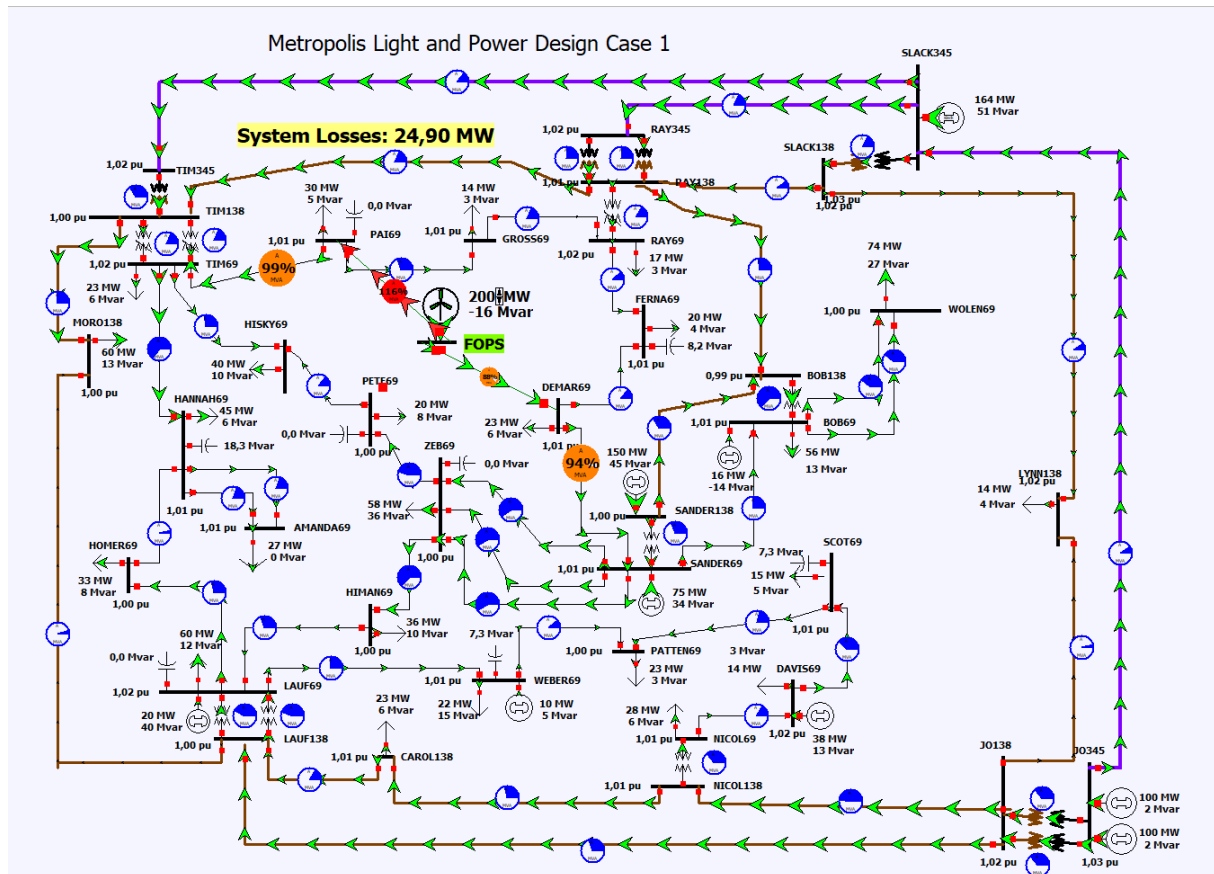 Metropolis Light and Power Design Case 1
SLACK345
164 MW
51 Mvar
System Losses: 24,90 MW
1,02 pu
RAY345
SLACK138
1,02 pu
TIM345
1,01 pu
RAY138
1,03 pu
1,02 pu
30 MW
5 Mvar
0,0 Mvar
14 MW
3 Mvar
1,00 pu
TIM138
1,01 pu
PAI69
1,01 pu
GROSS69
RAY69
1,02 pu
17 MW
3 Mvar
74 MW
27 Mvar
1,02 pu
TIM69
99%
MVA
23 MW
6 Mvar
116%
200 MW
-16 Mvar
FERNA69
20 MW
4 Mvar
8,2 Mvar
1,01 pu
1,00 pu
WOLEN69
MORO138
60 MW
13 Mvar
1,00 pu
HISKY69
40 MW
10 Mvar
FOPS
88%
PETE69
20 MW
8 Mvar
0,0 Mvar
1,00 pu
DEMAR69
23 MW
6 Mvar
1,01 pu
0,99 pu
BOB138
1,01 pu
BOB69
56 MW
13 Mvar
16 MW
-14 Mvar
HANNAH69
45 MW
6 Mvar
18,3 Mvar
1,01 pu
ZEB69
0,0 Mvar
58 MW
36 Mvar
1,00 pu
94%
MVA
150 MW
45 Mvar
1,00 pu
SANDER138
LYNN138
1,02 pu
14 MW
4 Mvar
1,01 pu
AMANDA69
27 MW
0 Mvar
HOMER69
33 MW
8 Mvar
1,00 pu
1,01 pu
SANDER69
75 MW
34 Mvar
SCOT69
7,3 Mvar
15 MW
5 Mvar
1,01 pu
HIMAN69
36 MW
10 Mvar
1,00 pu
7,3 Mvar
1,00 pu
PATTEN69
23 MW
3 Mvar
3 Mvar
14 MW
DAVIS69
1,02 pu
38 MW
13 Mvar
60 MW
12 Mvar
0,0 Mvar
1,02 pu
LAUF69
20 MW
40 Mvar
1,00 pu
LAUF138
1,01 pu
WEBER69
22 MW
15 Mvar
10 MW
5 Mvar
23 MW
6 Mvar
1,01 pu
CAROL138
28 MW
6 Mvar
1,01 pu
NICOL69
1,01 pu
NICOL138
JO138
JO345
1,02 pu
1,03 pu
100 MW
2 Mvar
100 MW
2 Mvar